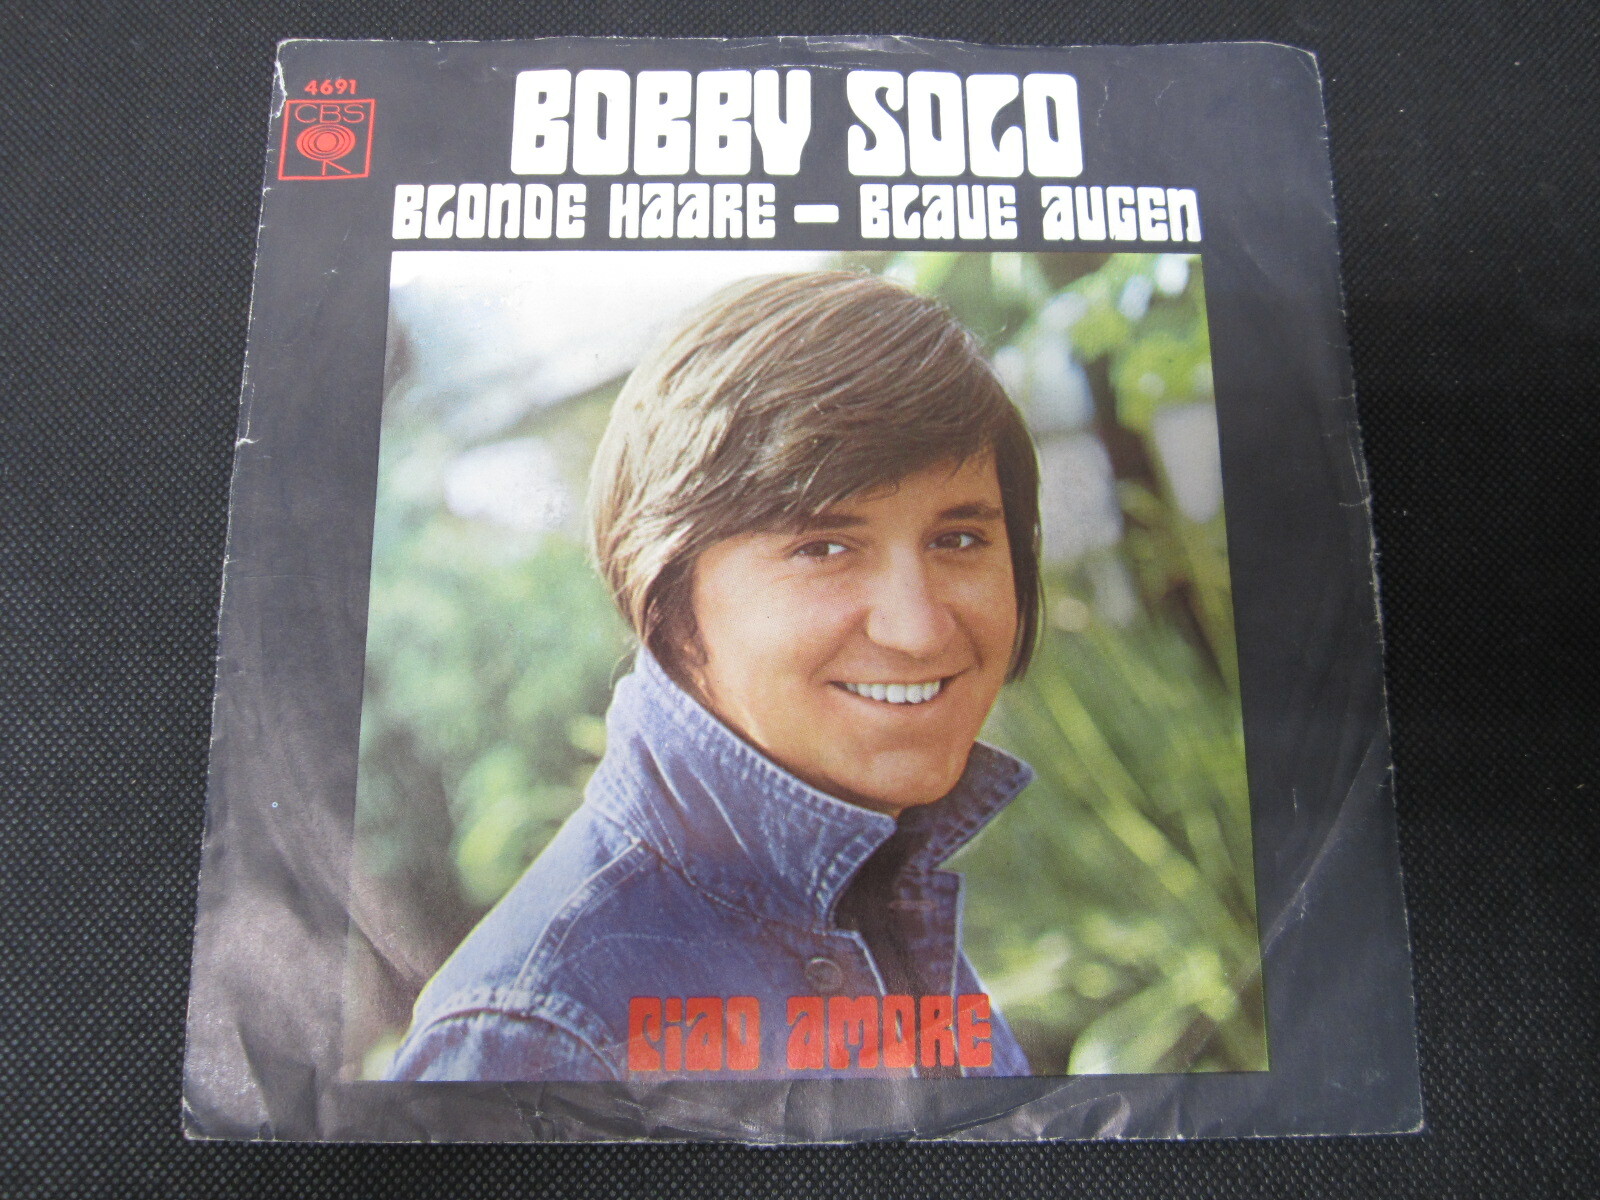 4691
CBS
BOBBY SOLO
BLONDE HAARE – BLAUE AUGEN
CIAO AMORE